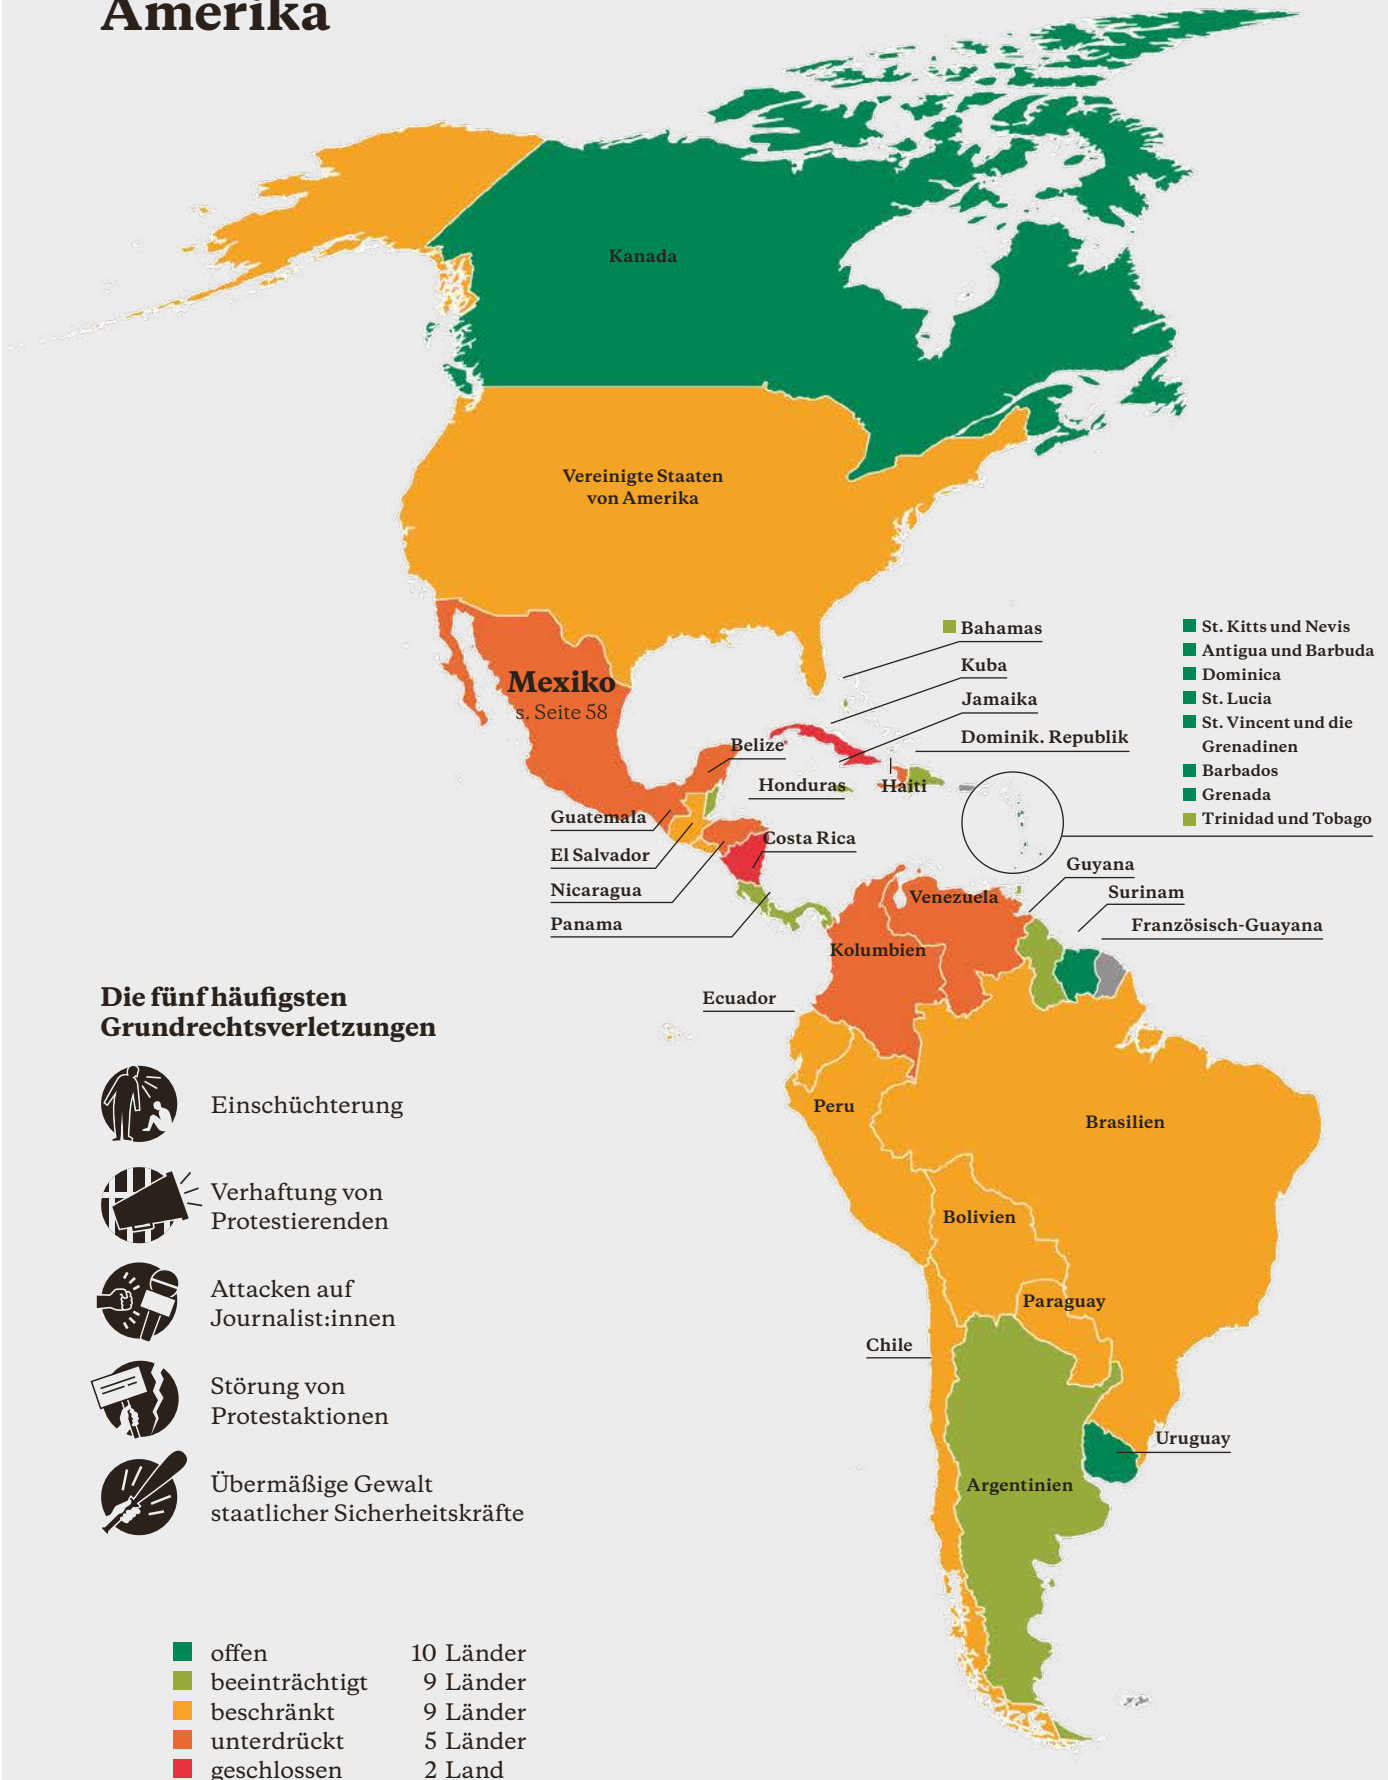 Amerika
Kanada
Vereinigte Staaten
von Amerika
Mexiko
s. Seite 58
Bahamas
Kuba
Jamaika
Dominik. Republik
Belize
Honduras
Haiti
St. Kitts und Nevis
Antigua und Barbuda
Dominica
St. Lucia
St. Vincent und die
Grenadinen
Barbados
Grenada
Trinidad und Tobago
Guatemala
El Salvador
Costa Rica
Nicaragua
Panama
Guyana
Surinam
Französisch-Guayana
Venezuela
Kolumbien
Ecuador
Peru
Brasilien
Bolivien
Paraguay
Chile
Uruguay
Argentinien
Die fünf häufigsten
Grundrechtsverletzungen
Einschüchterung
Verhaftung von
Protestierenden
Attacken auf
Journalist:innen
Störung von
Protestaktionen
Übermäßige Gewalt
staatlicher Sicherheitskräfte
offen 10 Länder
beeinträchtigt 9 Länder
beschränkt 9 Länder
unterdrückt 5 Länder
geschlossen 2 Land